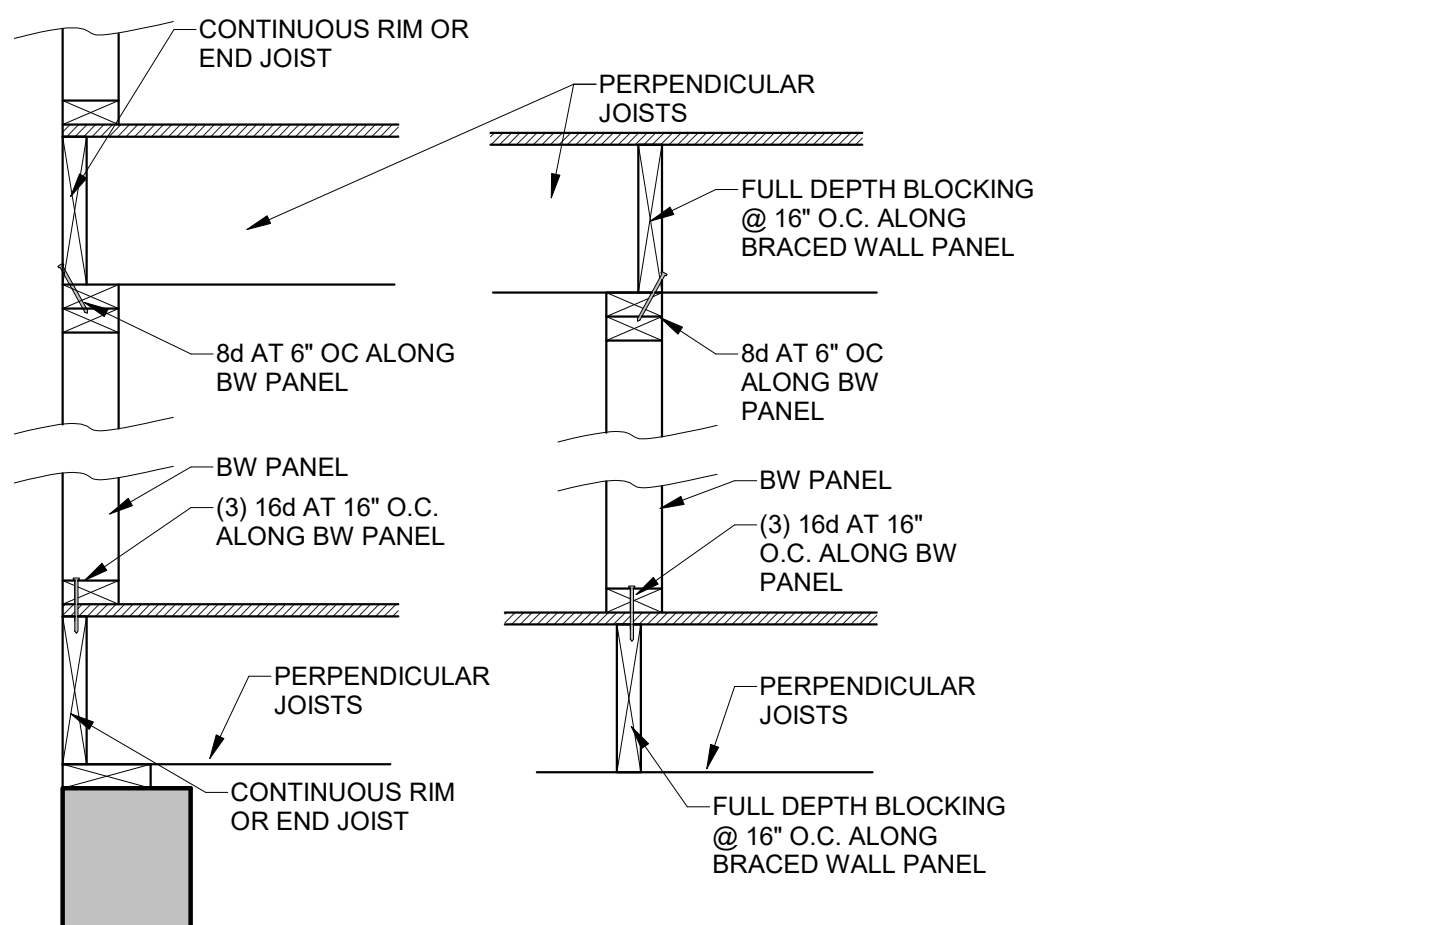 CONTINUOUS RIM OR
END JOIST
PERPENDICULAR
JOISTS
FULL DEPTH BLOCKING
@ 16" O.C. ALONG
BRACED WALL PANEL
8d AT 6" OC ALONG
BW PANEL
8d AT 6" OC
ALONG BW
PANEL
BW PANEL
(3) 16d AT 16" O.C.
ALONG BW PANEL
BW PANEL
(3) 16d AT 16"
O.C. ALONG BW
PANEL
PERPENDICULAR
JOISTS
PERPENDICULAR
JOISTS
CONTINUOUS RIM
OR END JOIST
FULL DEPTH BLOCKING
@ 16" O.C. ALONG
BRACED WALL PANEL